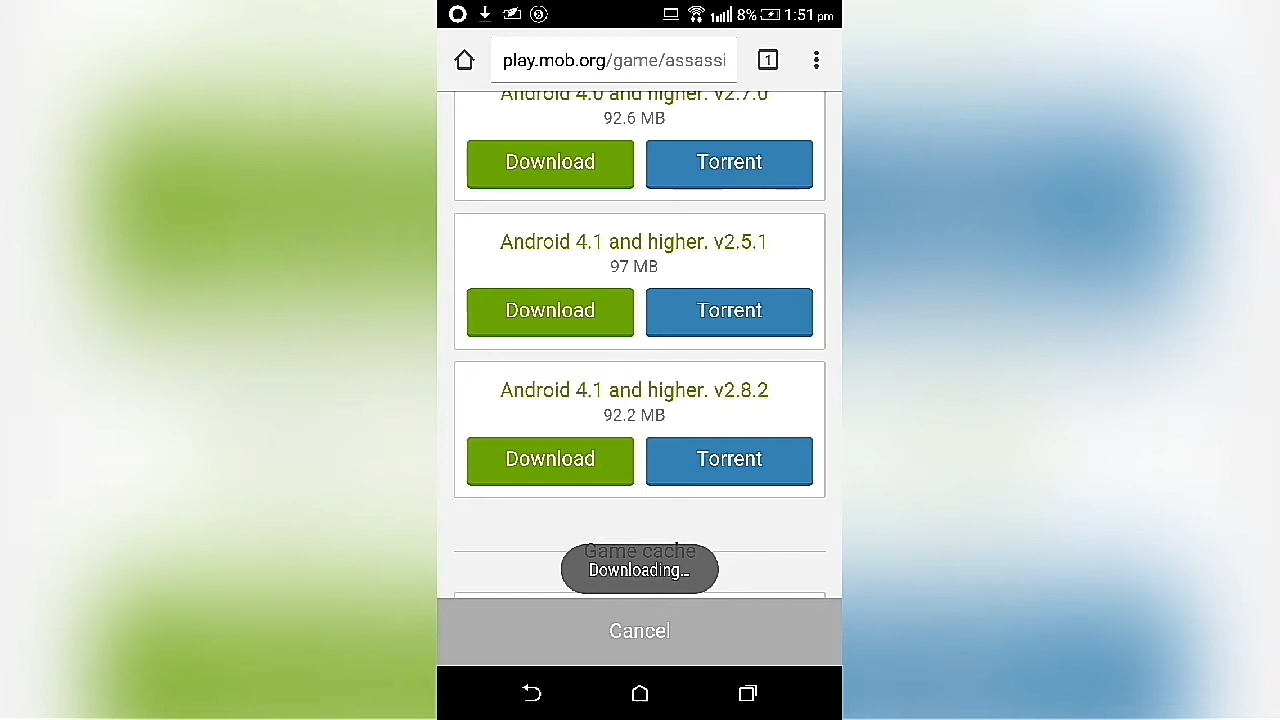 8% 1:51 pm
play.mob.org/game/assassi
1
Android 4.0 and higher. v2.7.0
92.6 MB
Download Torrent
Android 4.1 and higher. v2.5.1
97 MB
Download Torrent
Android 4.1 and higher. v2.8.2
92.2 MB
Download Torrent
Game cache
Downloading...
Cancel